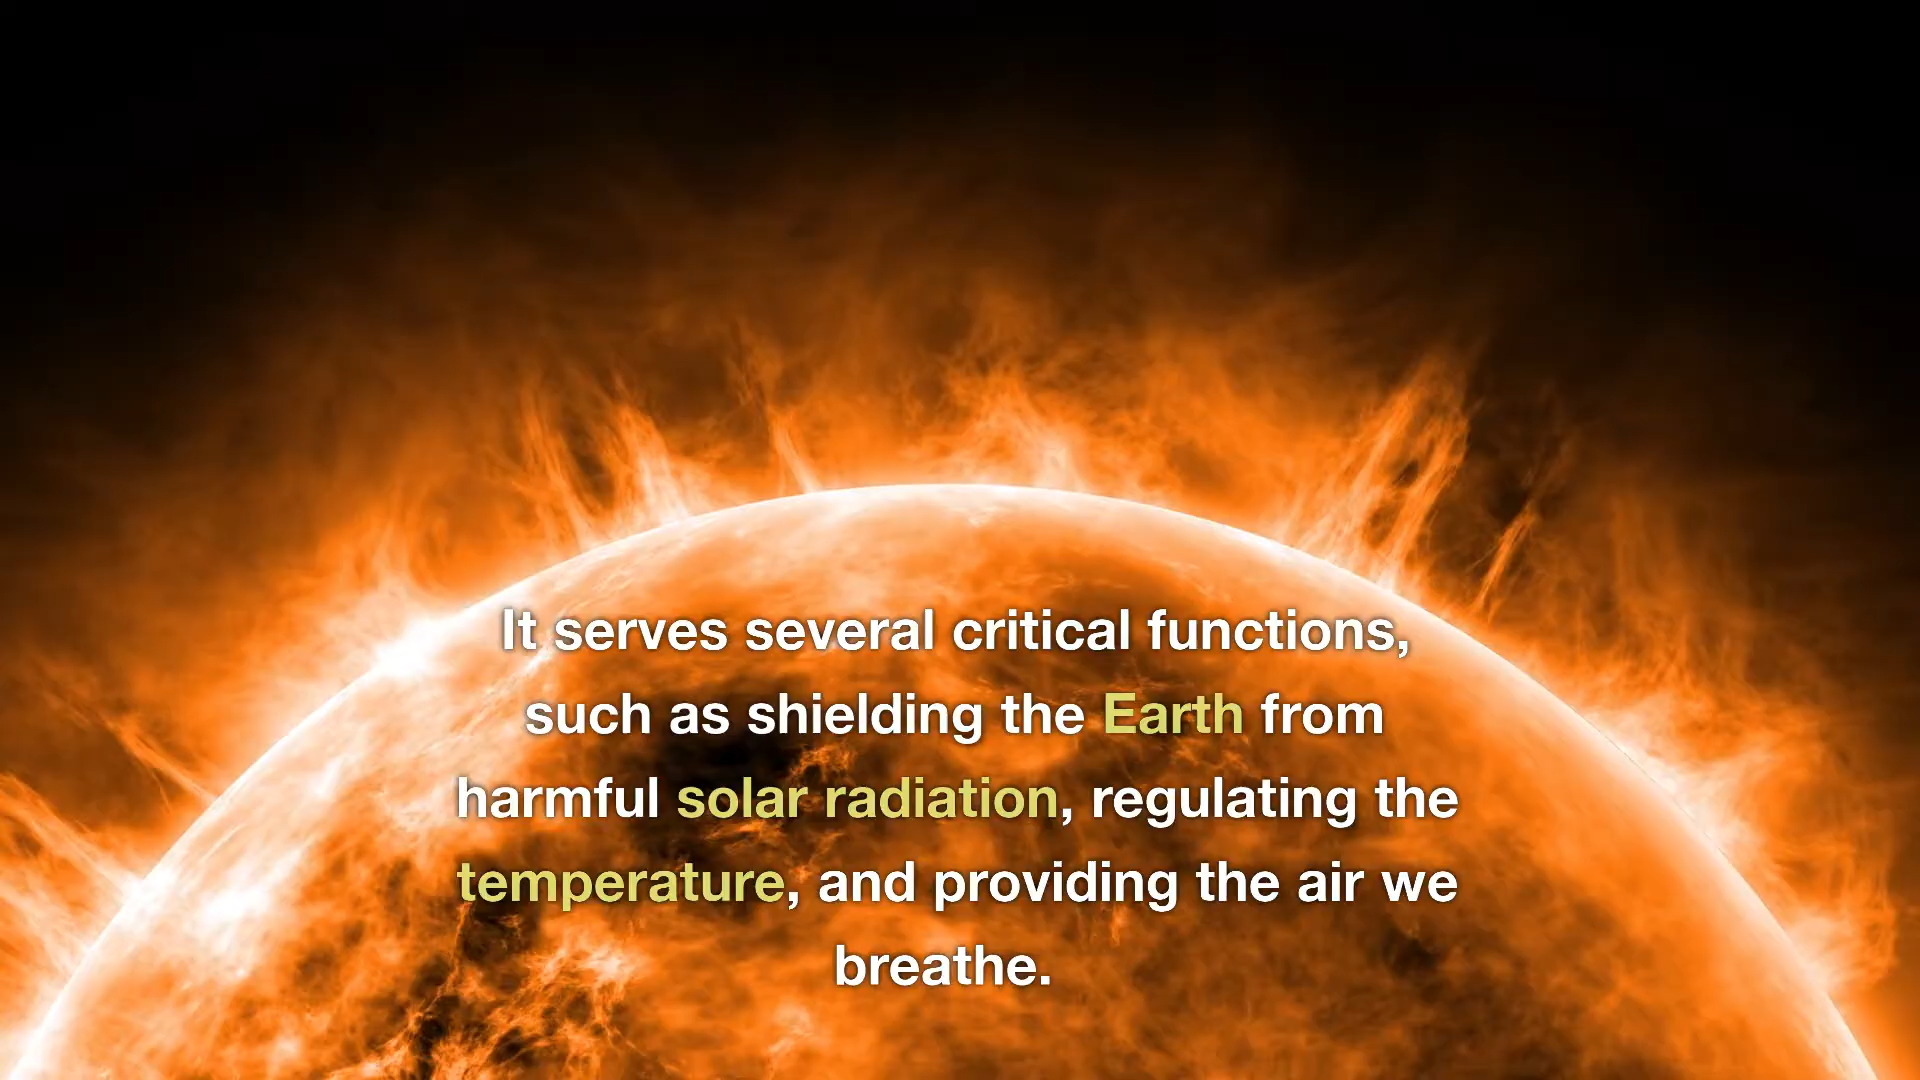 It serves several critical functions,
such as shielding the Earth from
harmful solar radiation, regulating the
temperature, and providing the air we
breathe.